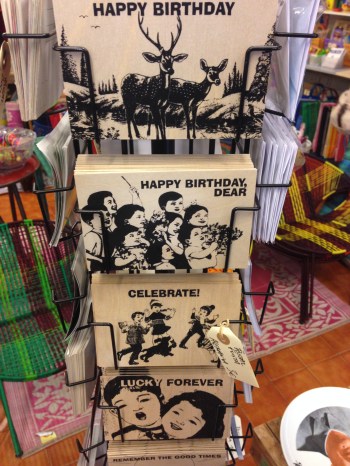 HAPPY BIRTHDAY
HAPPY BIRTHDAY,
DEAR
CELEBRATE!
LUCKY FOREVER
REMEMBER THE GOOD TIMES